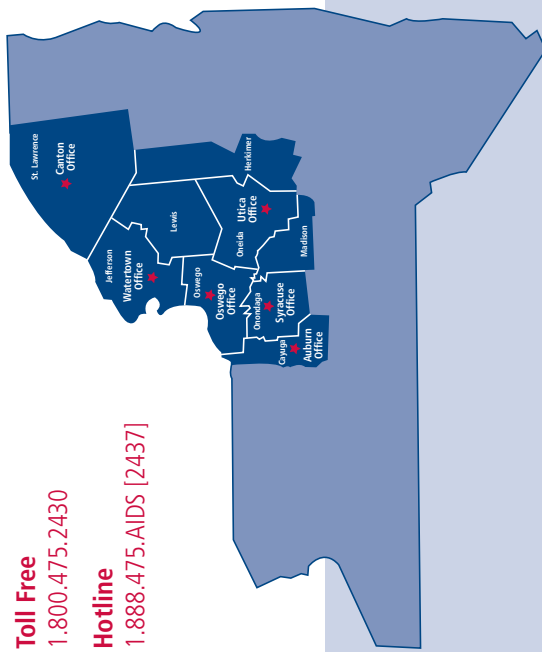 Toll Free
1.800.475.2430
Hotline
1.888.475.AIDS [2437]
St. Lawrence
Canton
Office
Jefferson
Watertown
Office
Lewis
Herkimer
Oswego
Oswego
Office
Oneida
Utica
Office
Onondaga
Syracuse
Office
Madison
Cayuga
Auburn
Office